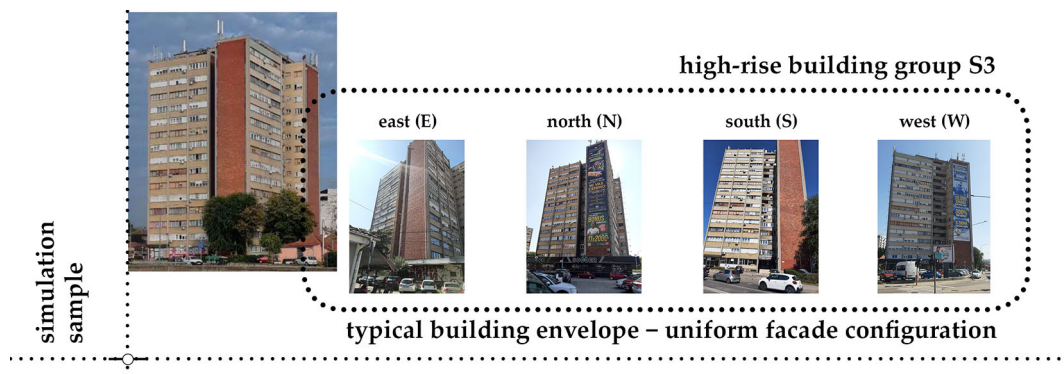 high-rise building group S3
east (E)
north (N)
south (S)
west (W)
simulation
sample
typical building envelope – uniform facade configuration